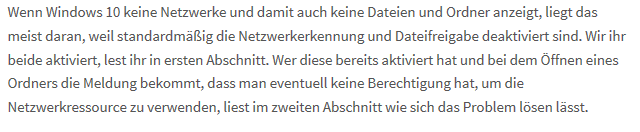 Wenn Windows 10 keine Netzwerke und damit auch keine Dateien und Ordner anzeigt, liegt das
meist daran, weil standardmäßig die Netzwerkerkennung und Dateifreigabe deaktiviert sind. Wir ihr
beide aktiviert, lest ihr in ersten Abschnitt. Wer diese bereits aktiviert hat und bei dem Öffnen eines
Ordners die Meldung bekommt, dass man eventuell keine Berechtigung hat, um die
Netzwerkressource zu verwenden, liest im zweiten Abschnitt wie sich das Problem lösen lässt.